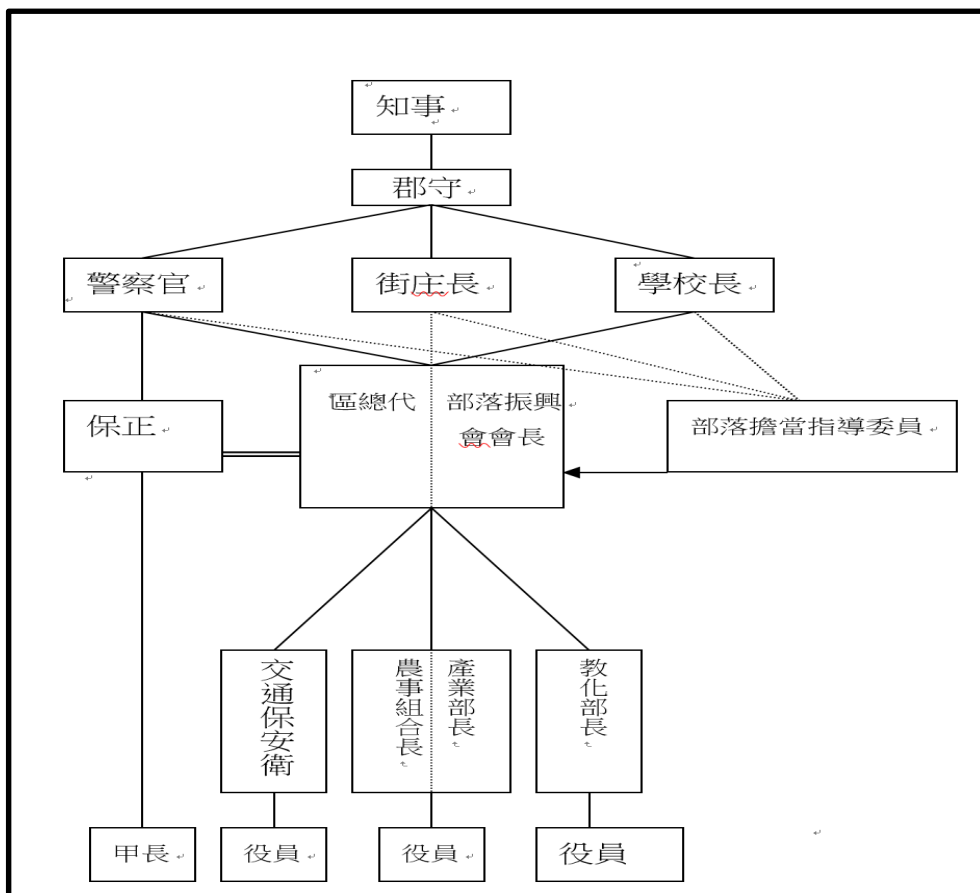 知事
郡守
警察官
街庄長
學校長
保正
區總代
部落振興
會會長
部落擔當指導委員
交通保安衛
農事組合長
產業部長
教化部長
甲長
役員
役員
役員